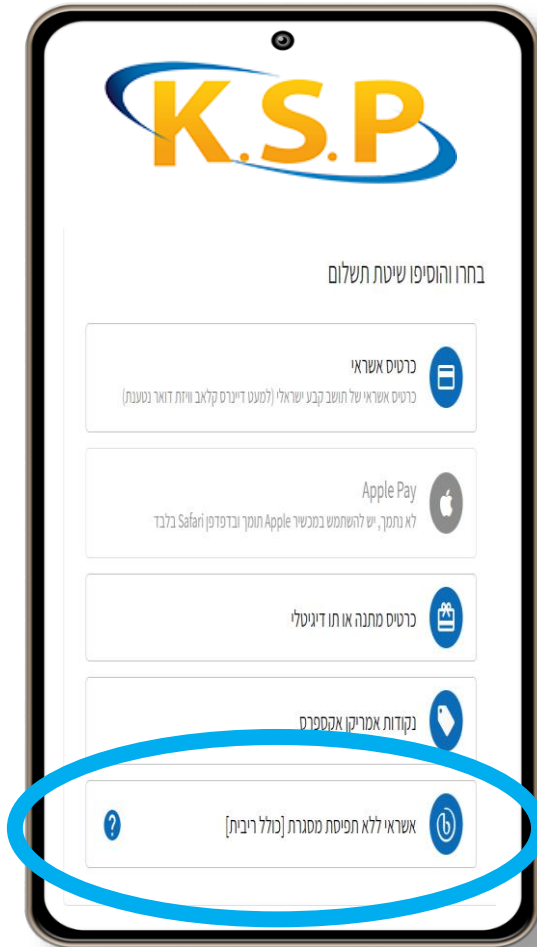 K.S.P
בחרו והוסיפו שיטת תשלום
כרטיס אשראי
כרטיס אשראי של תושב קבע ישראלי (למעט דיינרס קלאב וויזת דואר נטענת)
Apple Pay
לא נתמך, יש להשתמש במכשיר Apple תומך ובדפדפן Safari בלבד
כרטיס מתנה או תו דיגיטלי
נקודות אמריקן אקספרס
אשראי ללא תפיסת מסגרת [כולל ריבית]
?